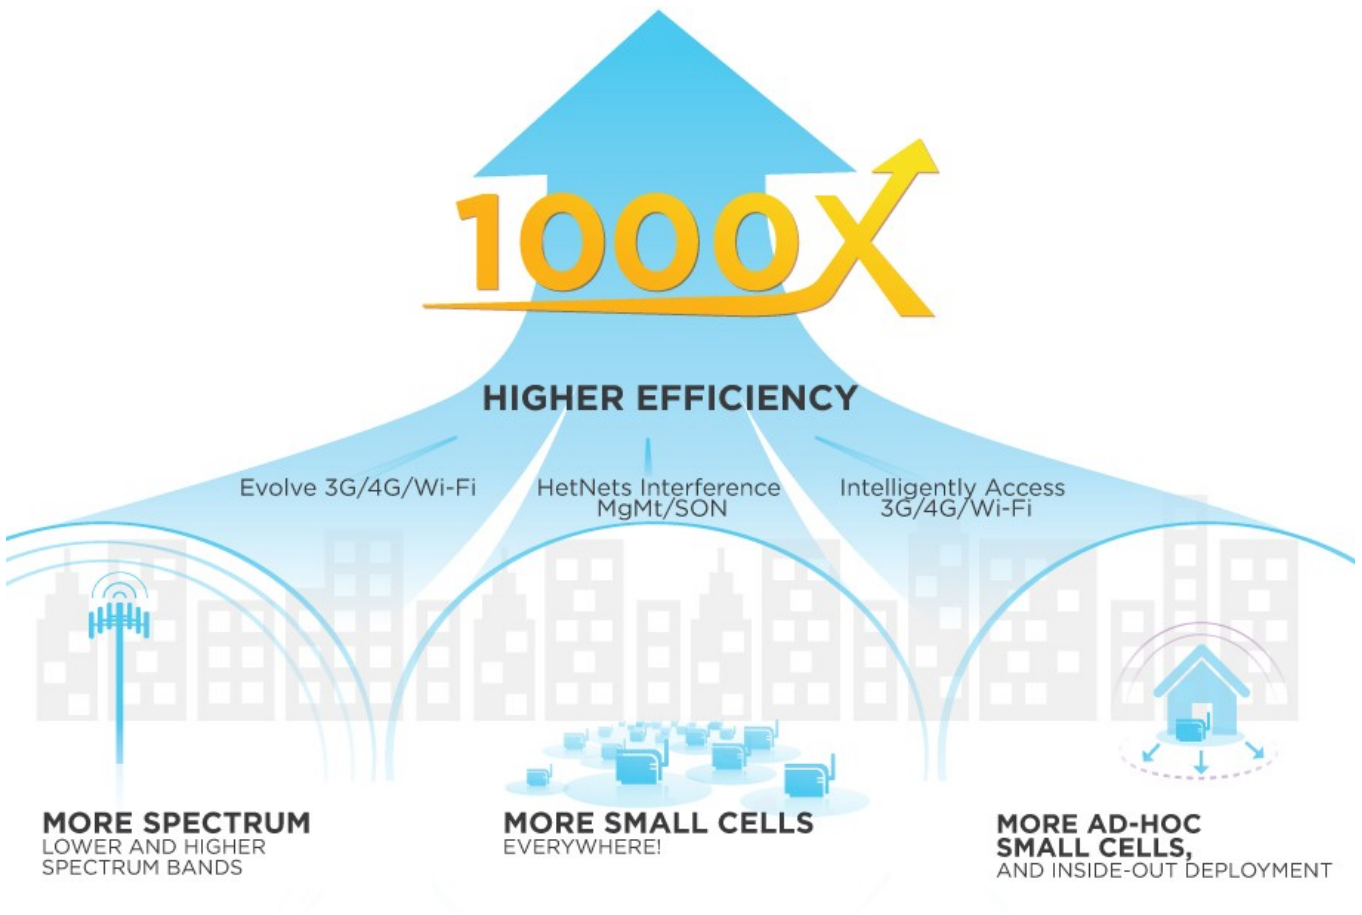 1000X
HIGHER EFFICIENCY
Evolve 3G/4G/Wi-Fi
HetNets Interference
MgMt/SON
Intelligently Access
3G/4G/Wi-Fi
MORE SPECTRUM
LOWER AND HIGHER
SPECTRUM BANDS
MORE SMALL CELLS
EVERYWHERE!
MORE AD-HOC
SMALL CELLS,
AND INSIDE-OUT DEPLOYMENT